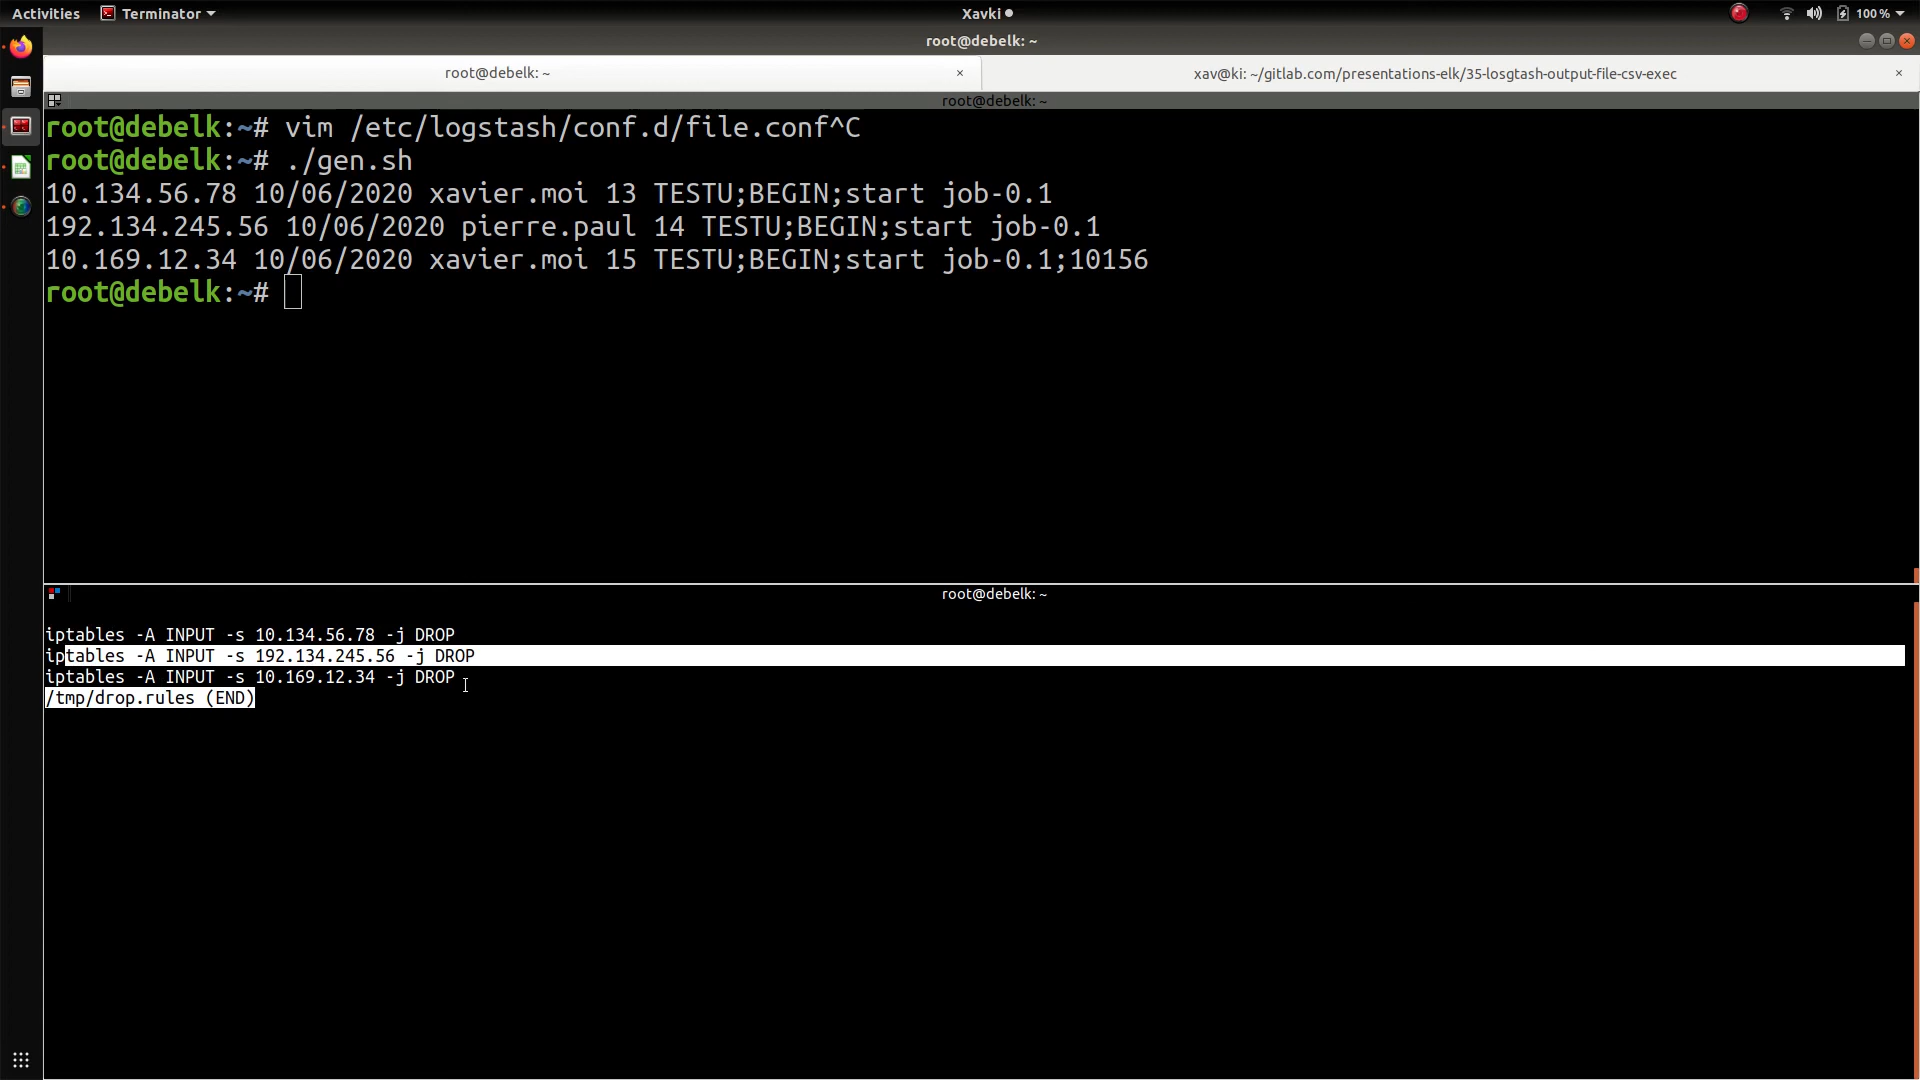 Activities Terminator Xavki 100 %
root@debelk: ~
root@debelk: ~ × xav@ki: ~/gitlab.com/presentations-elk/35-losgtash-output-file-csv-exec ×
root@debelk: ~
root@debelk:~# vim /etc/logstash/conf.d/file.conf^C
root@debelk:~# ./gen.sh
10.134.56.78 10/06/2020 xavier.moi 13 TESTU;BEGIN;start job-0.1
192.134.245.56 10/06/2020 pierre.paul 14 TESTU;BEGIN;start job-0.1
10.169.12.34 10/06/2020 xavier.moi 15 TESTU;BEGIN;start job-0.1;10156
root@debelk:~#
root@debelk: ~
iptables -A INPUT -s 10.134.56.78 -j DROP
iptables -A INPUT -s 192.134.245.56 -j DROP
iptables -A INPUT -s 10.169.12.34 -j DROP
/tmp/drop.rules (END)